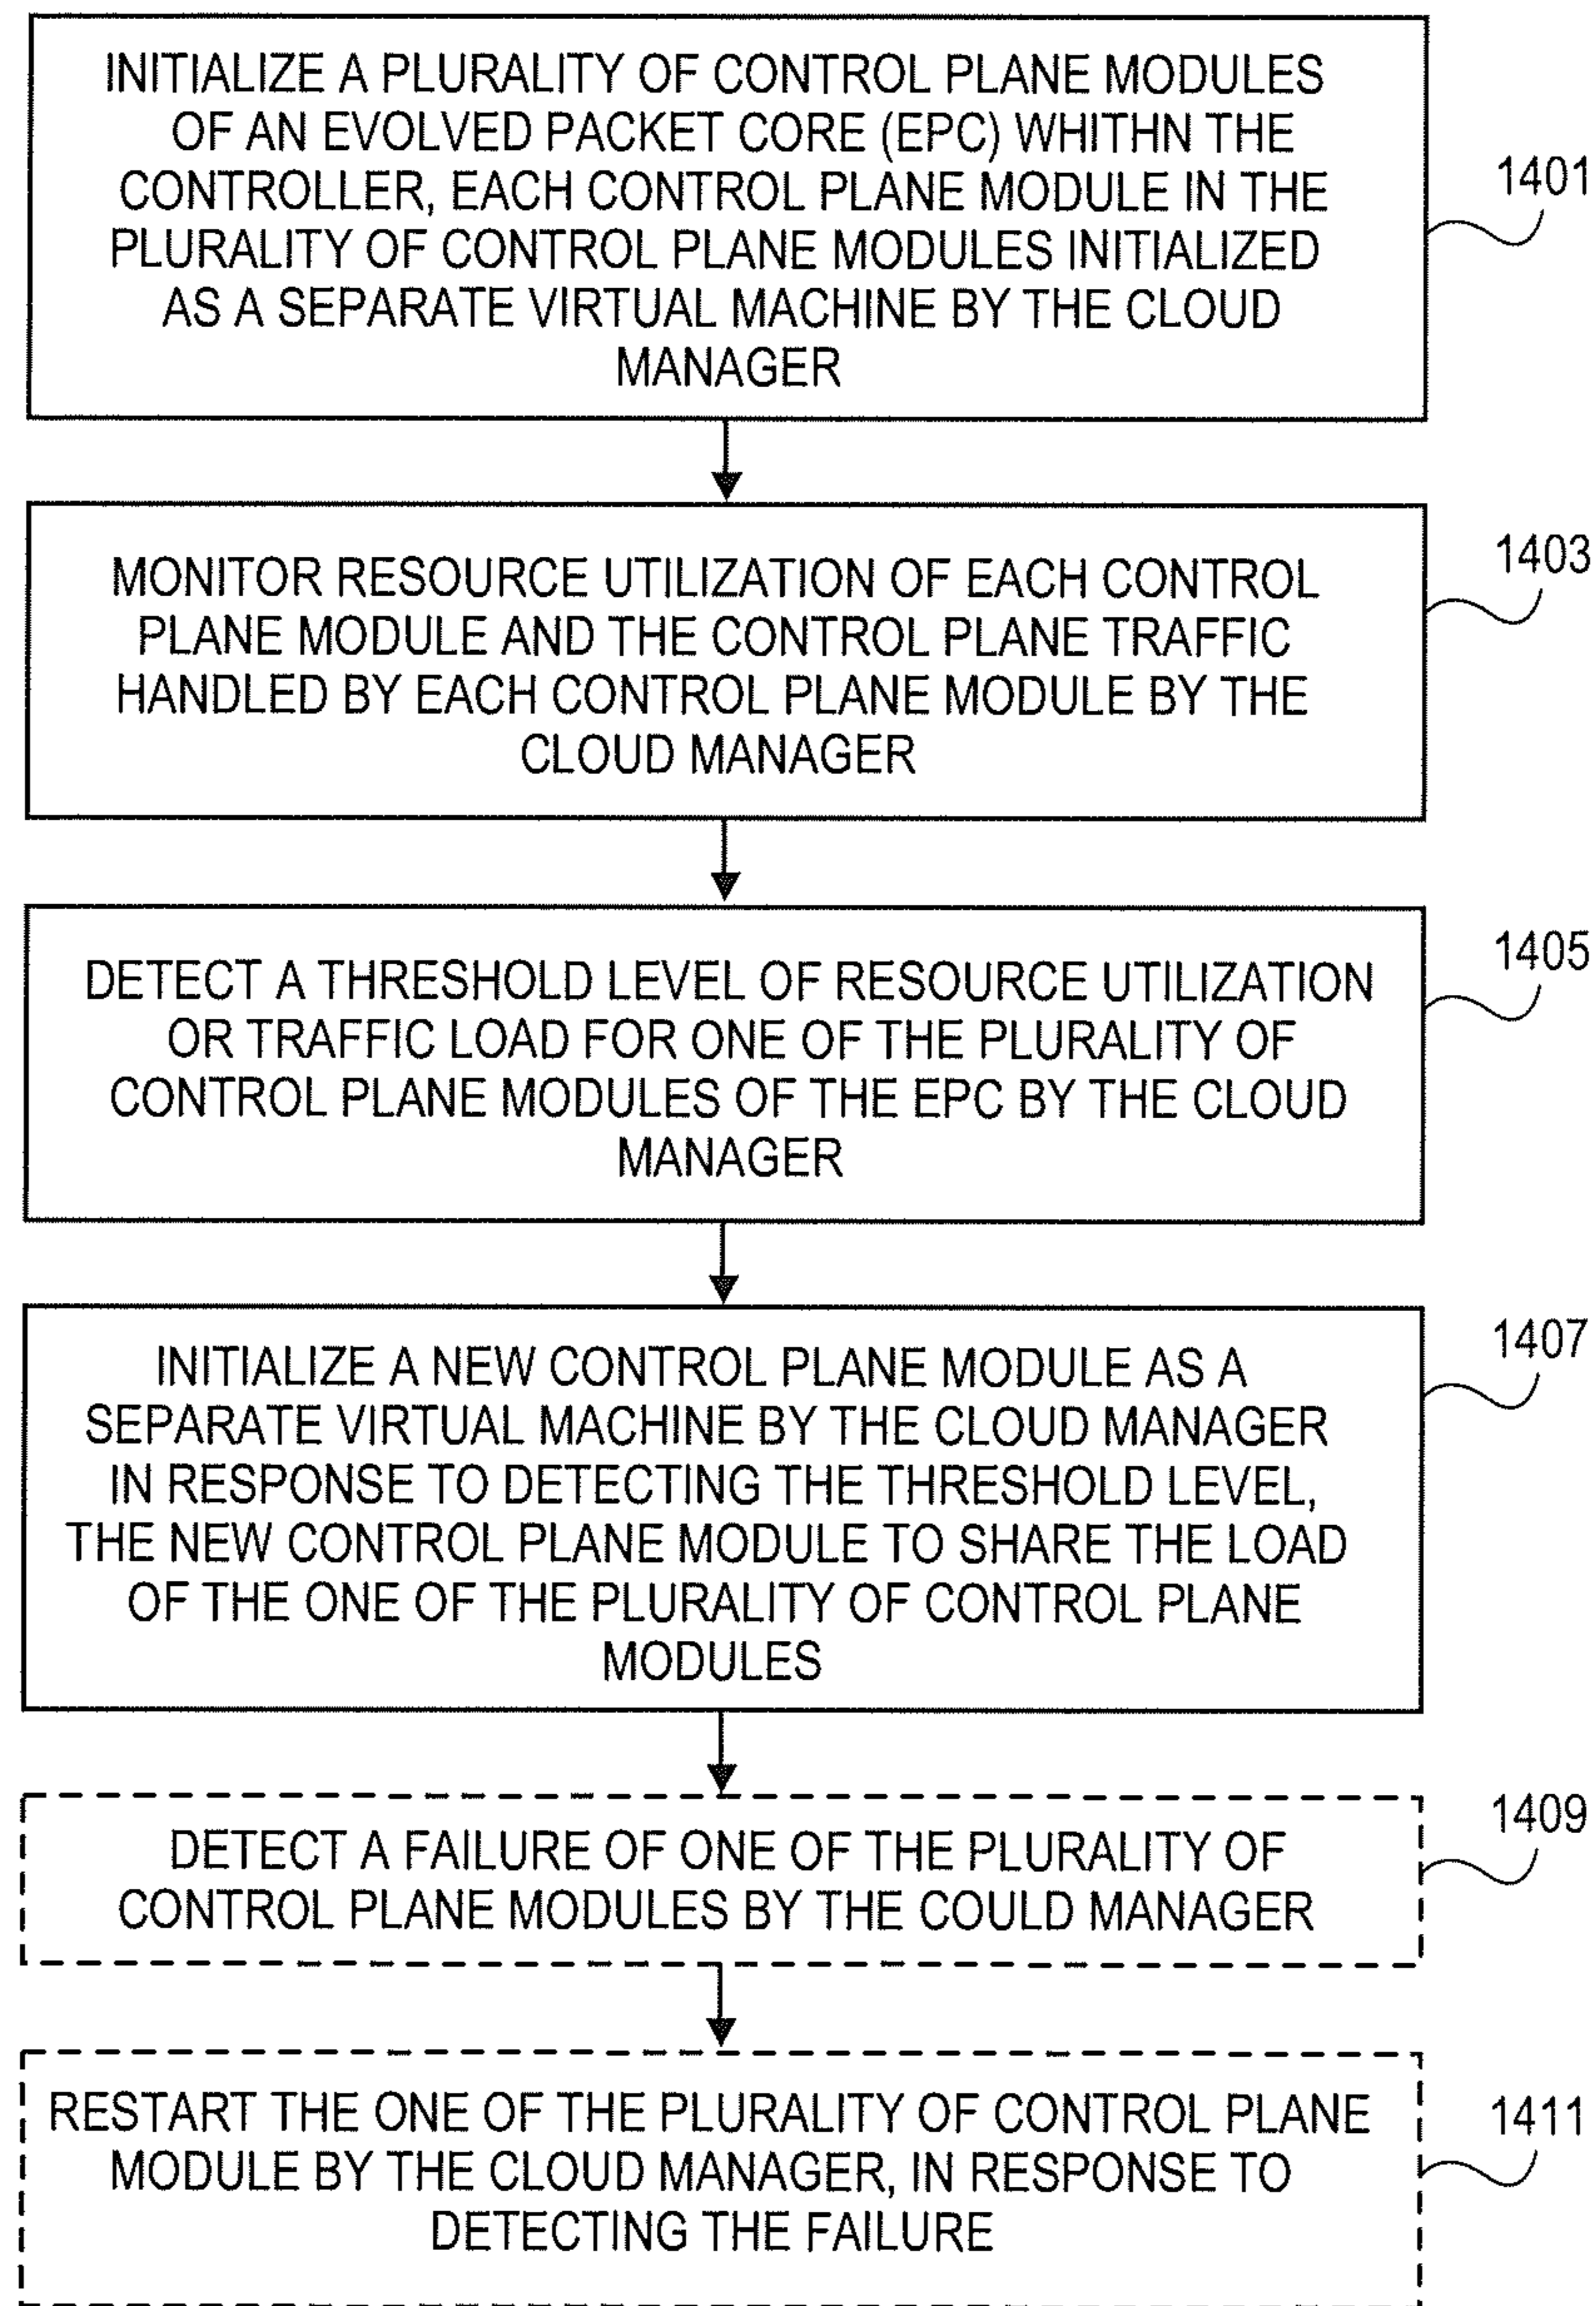 INITIALIZE A PLURALITY OF CONTROL PLANE MODULES
OF AN EVOLVED PACKET CORE (EPC) WHITHN THE
CONTROLLER, EACH CONTROL PLANE MODULE IN THE
PLURALITY OF CONTROL PLANE MODULES INITIALIZED
AS A SEPARATE VIRTUAL MACHINE BY THE CLOUD
MANAGER
1401
MONITOR RESOURCE UTILIZATION OF EACH CONTROL
PLANE MODULE AND THE CONTROL PLANE TRAFFIC
HANDLED BY EACH CONTROL PLANE MODULE BY THE
CLOUD MANAGER
1403
DETECT A THRESHOLD LEVEL OF RESOURCE UTILIZATION
OR TRAFFIC LOAD FOR ONE OF THE PLURALITY OF
CONTROL PLANE MODULES OF THE EPC BY THE CLOUD
MANAGER
1405
INITIALIZE A NEW CONTROL PLANE MODULE AS A
SEPARATE VIRTUAL MACHINE BY THE CLOUD MANAGER
IN RESPONSE TO DETECTING THE THRESHOLD LEVEL,
THE NEW CONTROL PLANE MODULE TO SHARE THE LOAD
OF THE ONE OF THE PLURALITY OF CONTROL PLANE
MODULES
1407
DETECT A FAILURE OF ONE OF THE PLURALITY OF
CONTROL PLANE MODULES BY THE COULD MANAGER
1409
RESTART THE ONE OF THE PLURALITY OF CONTROL PLANE
MODULE BY THE CLOUD MANAGER, IN RESPONSE TO
DETECTING THE FAILURE
1411